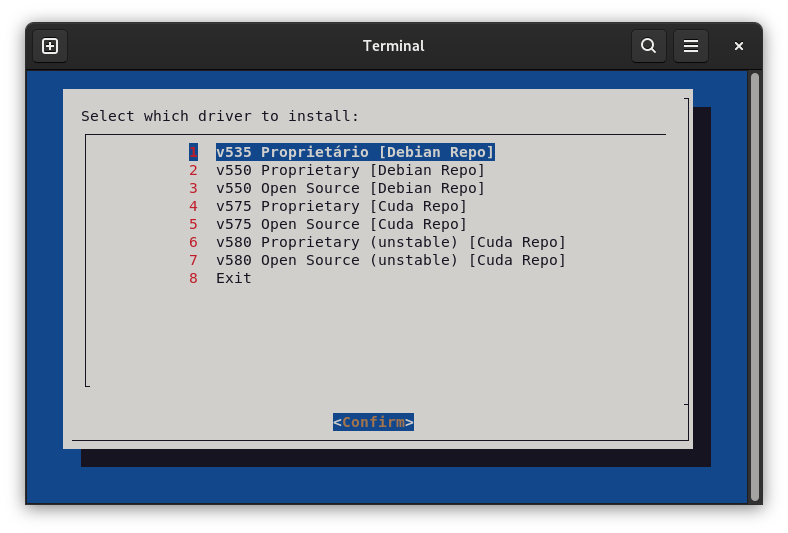 Terminal
Select which driver to install:
1 v535 Proprietário [Debian Repo]
2 v550 Proprietary [Debian Repo]
3 v550 Open Source [Debian Repo]
4 v575 Proprietary [Cuda Repo]
5 v575 Open Source [Cuda Repo]
6 v580 Proprietary (unstable) [Cuda Repo]
7 v580 Open Source (unstable) [Cuda Repo]
8 Exit
<Confirm>